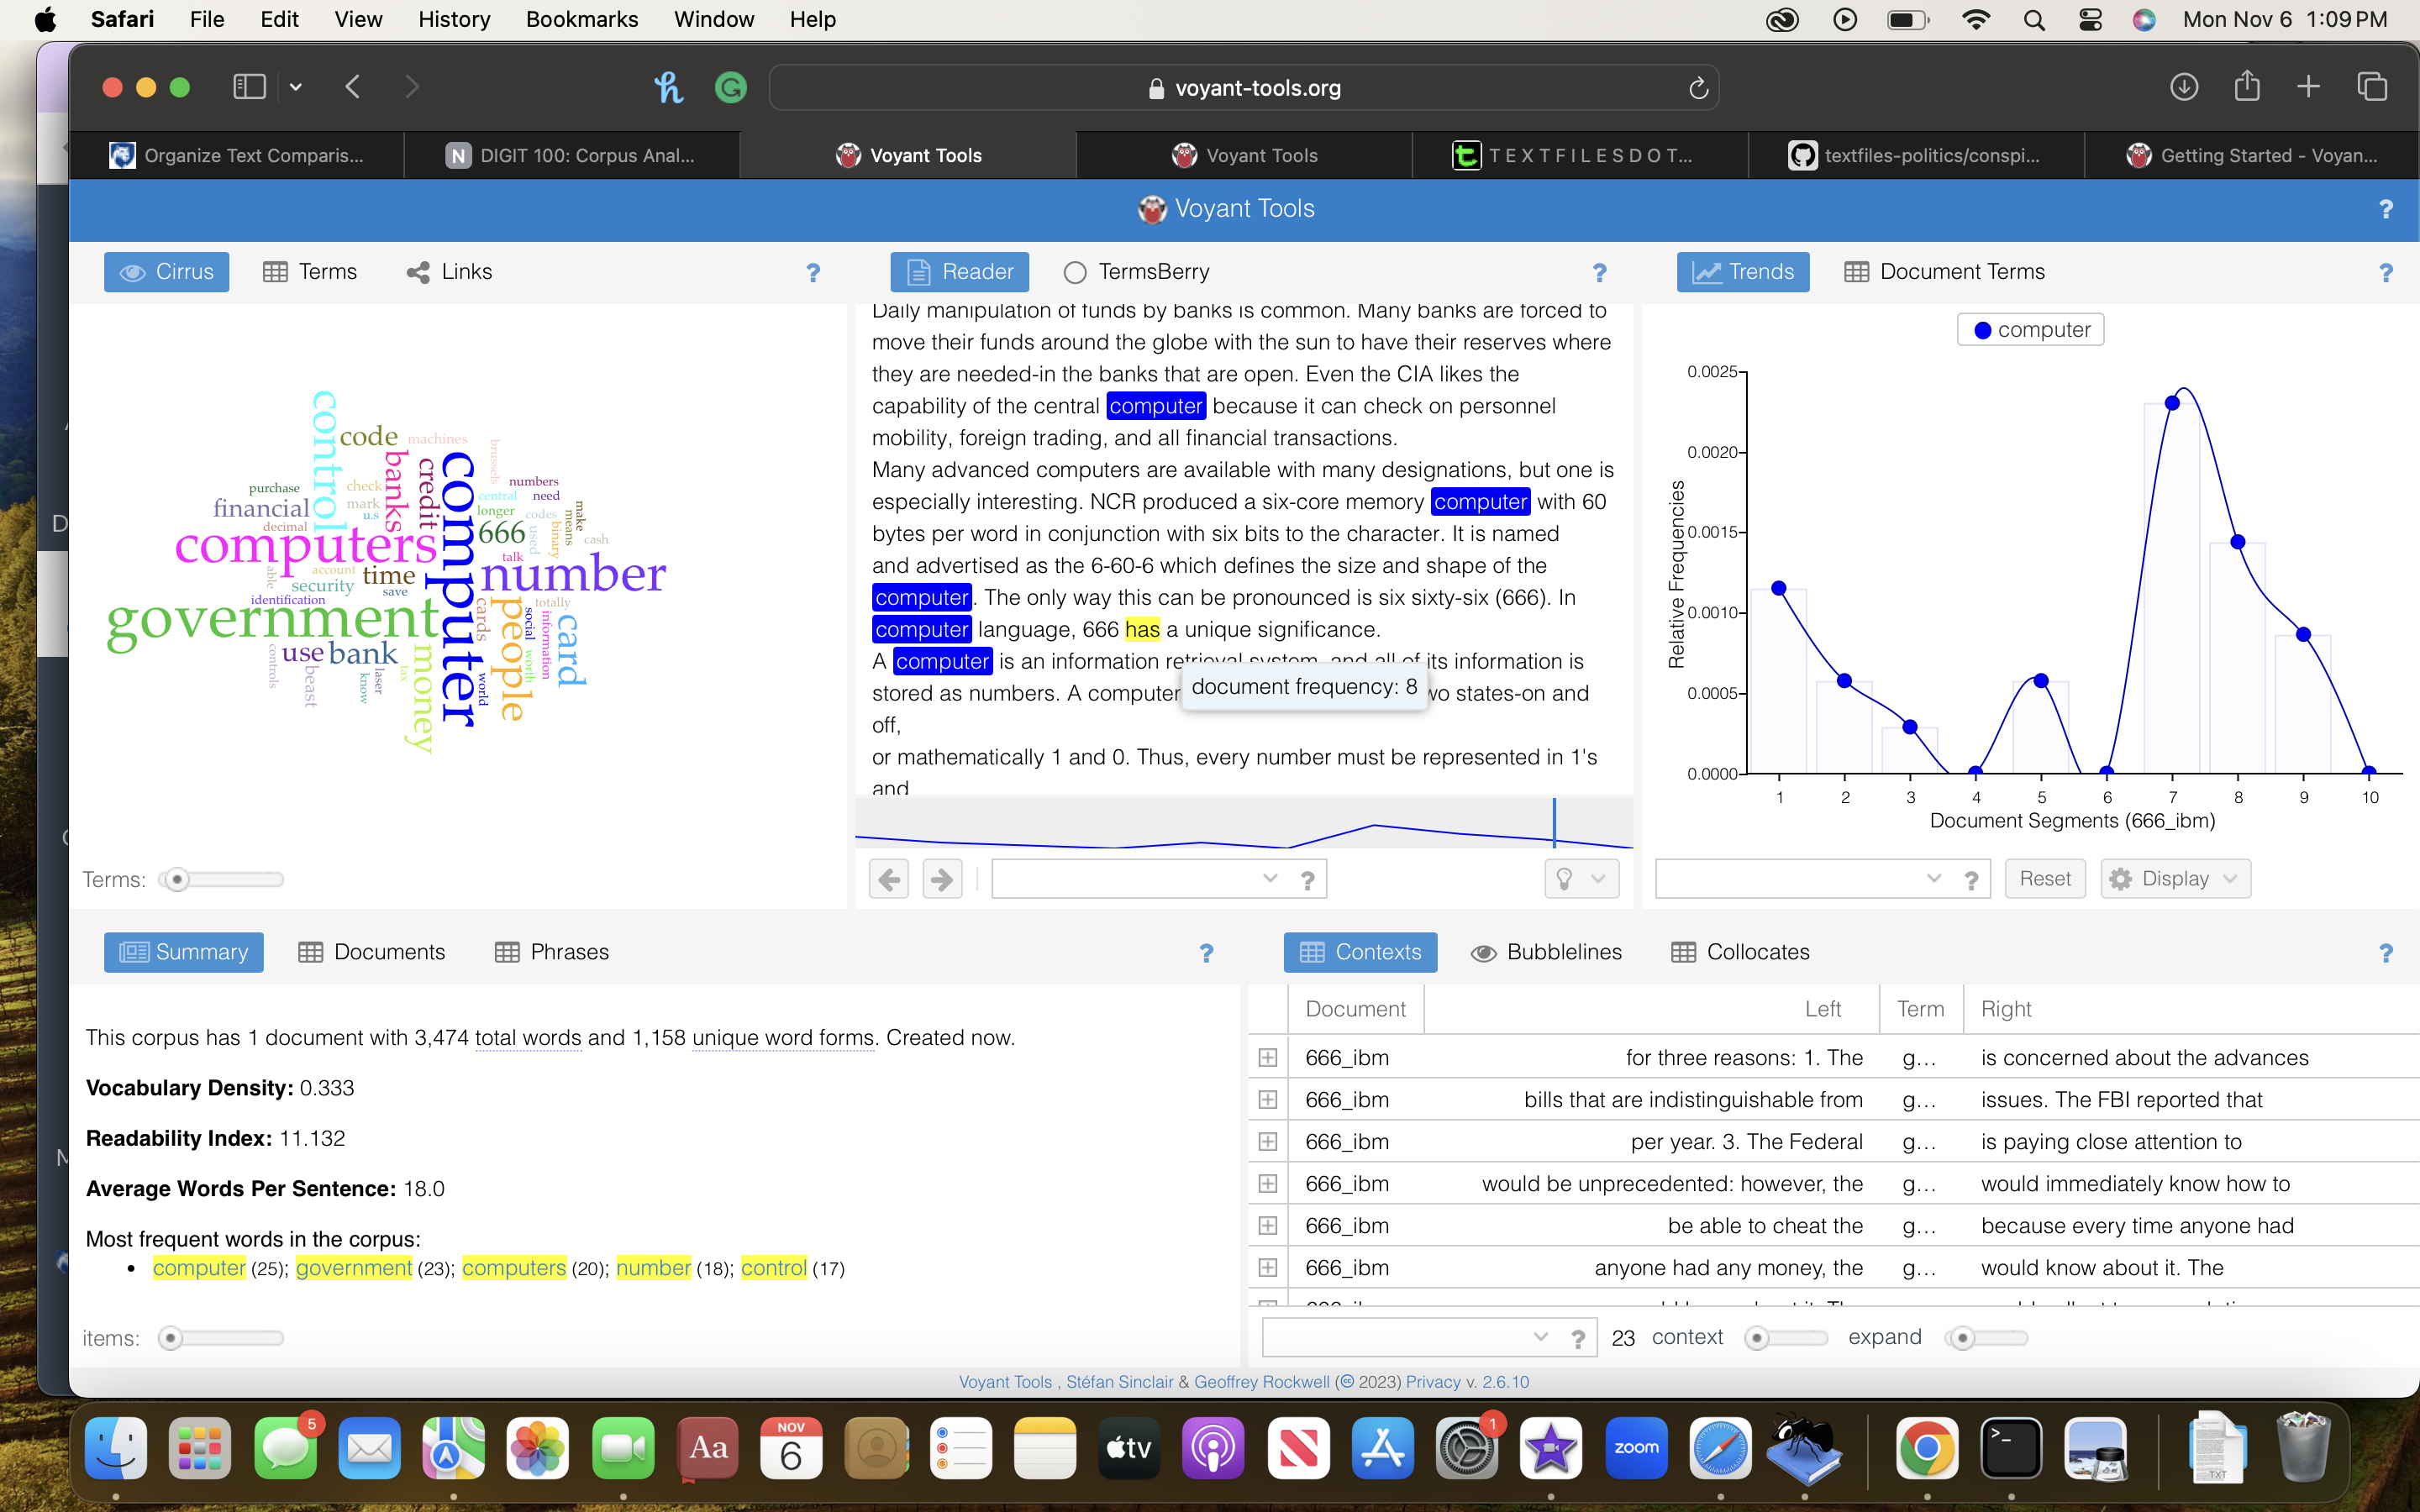 Safari File Edit View History Bookmarks Window Help Mon Nov 6 1:09 PM
voyant-tools.org
Organize Text Comparis... N DIGIT 100: Corpus Anal... Voyant Tools Voyant Tools T E X T F I L E S D O T... textfiles-politics/conspi... Getting Started - Voyan...
Voyant Tools ?
Cirrus Terms Links ?
control
code
machines
brussels
banks
credit
computer
purchase
check
central
numbers
need
financial
mark
u.s
longer
codes
make
means
decimal
666
used
binary
cash
computers
talk
number
able
account
time
security
save
identification
government
cards
people
totally
social
information
card
worth
controls
use
bank
beast
know
laser
tax
money
world
Terms:
Reader TermsBerry ?
Daily manipulation of funds by banks is common. Many banks are forced to
move their funds around the globe with the sun to have their reserves where
they are needed-in the banks that are open. Even the CIA likes the
capability of the central computer because it can check on personnel
mobility, foreign trading, and all financial transactions.
Many advanced computers are available with many designations, but one is
especially interesting. NCR produced a six-core memory computer with 60
bytes per word in conjunction with six bits to the character. It is named
and advertised as the 6-60-6 which defines the size and shape of the
computer. The only way this can be pronounced is six sixty-six (666). In
computer language, 666 has a unique significance.
A computer is an information retrieval system, and all of its information is
stored as numbers. A computer wo states-on and
document frequency: 8
off,
or mathematically 1 and 0. Thus, every number must be represented in 1's
and
?
Trends Document Terms ?
computer
Relative Frequencies
0.0025
0.0020
0.0015
0.0010
0.0005
0.0000
1 2 3 4 5 6 7 8 9 10
Document Segments (666_ibm)
? Reset Display
Summary Documents Phrases ?
This corpus has 1 document with 3,474 total words and 1,158 unique word forms. Created now.
Vocabulary Density: 0.333
Readability Index: 11.132
Average Words Per Sentence: 18.0
Most frequent words in the corpus:
• computer (25); government (23); computers (20); number (18); control (17)
items:
Contexts Bubblelines Collocates ?
Document Left Term Right
666_ibm for three reasons: 1. The g... is concerned about the advances
666_ibm bills that are indistinguishable from g... issues. The FBI reported that
666_ibm per year. 3. The Federal g... is paying close attention to
666_ibm would be unprecedented: however, the g... would immediately know how to
666_ibm be able to cheat the g... because every time anyone had
666_ibm anyone had any money, the g... would know about it. The
? 23 context expand
Voyant Tools , Stéfan Sinclair & Geoffrey Rockwell (cc 2023) Privacy v. 2.6.10
5 Aa NOV 6 tv 1 zoom >_ TXT